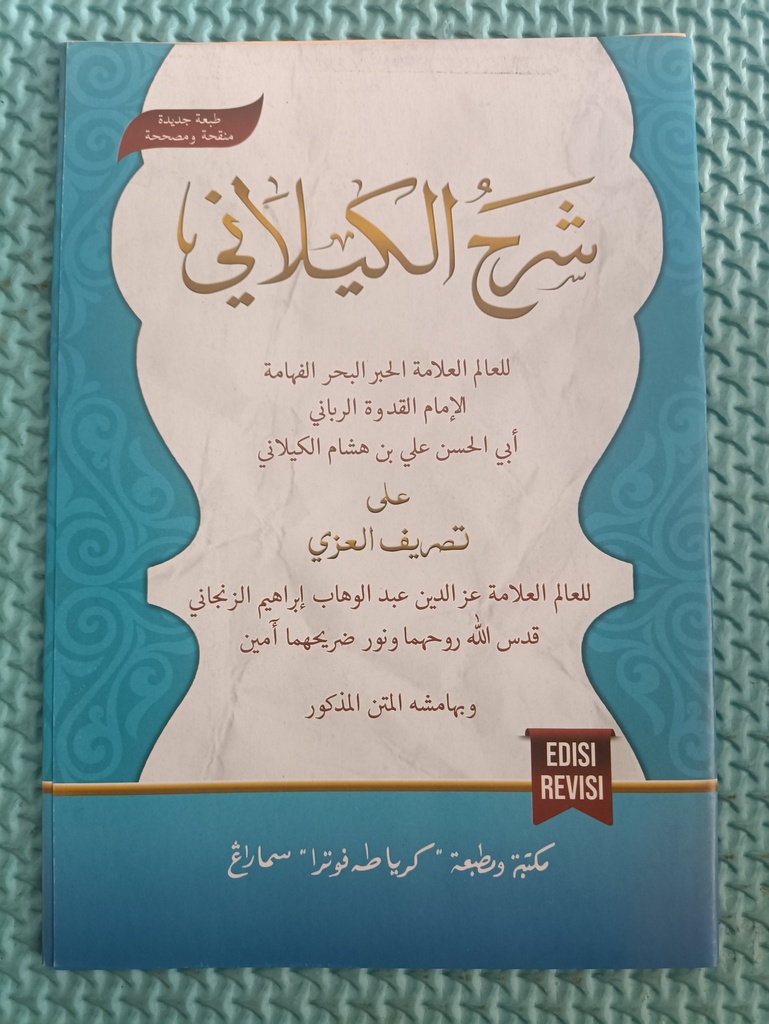 طبعة جديدة
منقحة ومصححة
شَرحُ الكيلاني
للعالم العلامة الحبر البحر الفهامة
الإمام القدوة الرباني
أبي الحسن علي بن هشام الكيلاني
على
تصريف العزي
للعالم العلامة عز الدين عبد الوهاب إبراهيم الزنجاني
قدس الله روحهما ونور ضريحهما آمين
وبهامشه المتن المذكور
EDISI
REVISI
مكتبة ومطبعة "كرياطه فوترا" سماراڠ